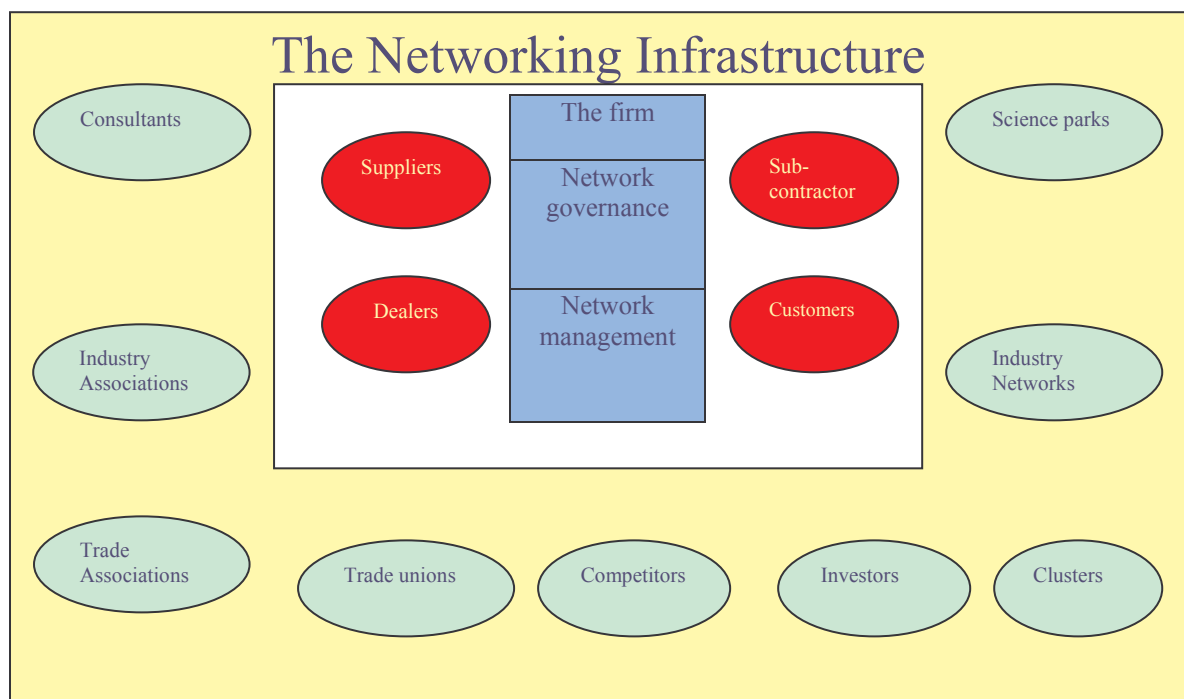 The Networking Infrastructure
Consultants
The firm
Science parks
Suppliers
Sub-
contractor
Network
governance
Dealers
Network
management
Customers
Industry
Associations
Industry
Networks
Trade
Associations
Trade unions
Competitors
Investors
Clusters